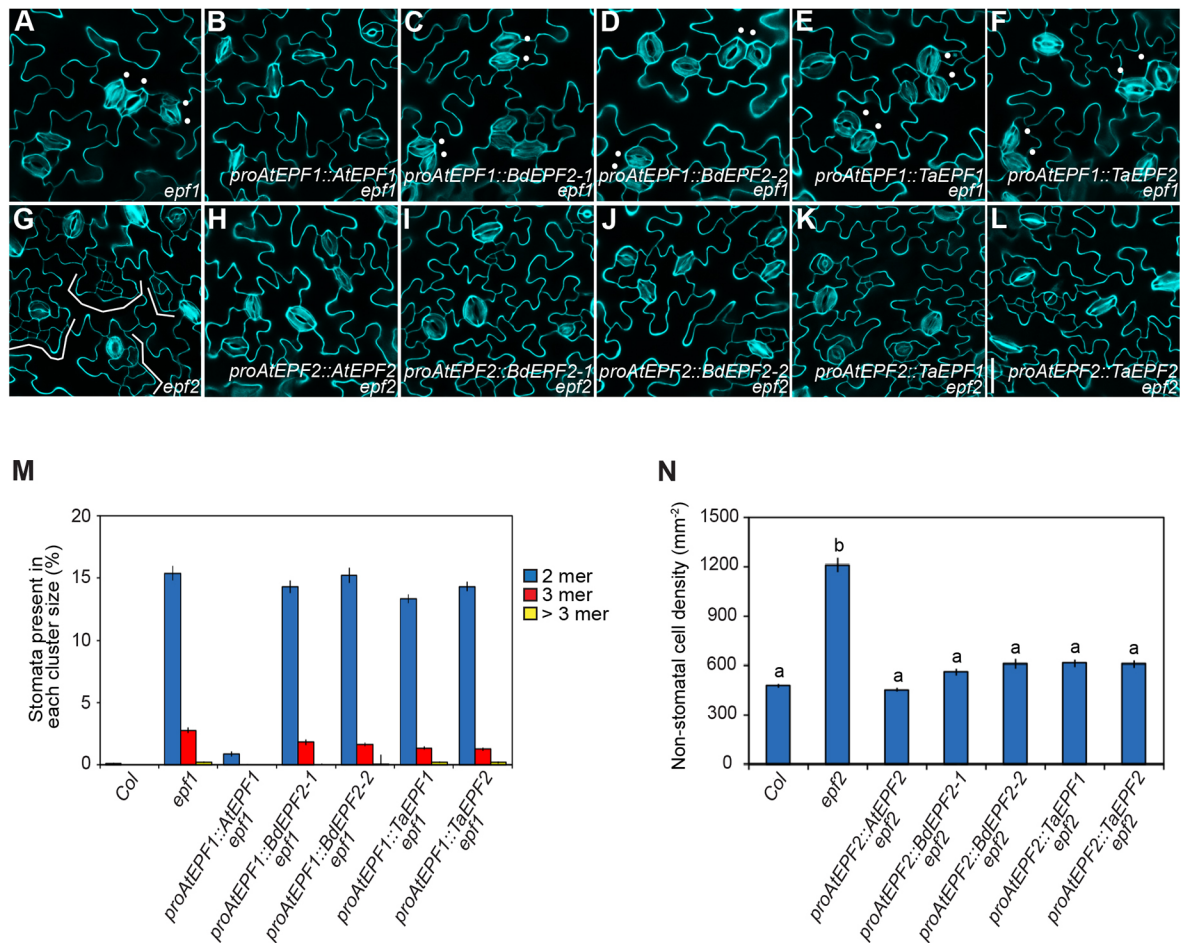 A
epf1
B
proAtEPF1::AtEPF1
epf1
C
proAtEPF1::BdEPF2-1
epf1
D
proAtEPF1::BdEPF2-2
epf1
E
proAtEPF1::TaEPF1
epf1
F
proAtEPF1::TaEPF2
epf1
G
epf2
H
proAtEPF2::AtEPF2
epf2
I
proAtEPF2::BdEPF2-1
epf2
J
proAtEPF2::BdEPF2-2
epf2
K
proAtEPF2::TaEPF1
epf2
L
proAtEPF2::TaEPF2
epf2
M
Stomata present in
each cluster size (%)
20
15
10
5
0
2 mer
3 mer
> 3 mer
Col
epf1
proAtEPF1::AtEPF1
epf1
proAtEPF1::BdEPF2-1
epf1
proAtEPF1::BdEPF2-2
epf1
proAtEPF1::TaEPF1
epf1
proAtEPF1::TaEPF2
epf1
N
Non-stomatal cell density (mm-2)
1500
1200
900
600
300
0
a
b
a
a
a
a
a
Col
epf2
proAtEPF2::AtEPF2
epf2
proAtEPF2::BdEPF2-1
epf2
proAtEPF2::BdEPF2-2
epf2
proAtEPF2::TaEPF1
epf2
proAtEPF2::TaEPF2
epf2